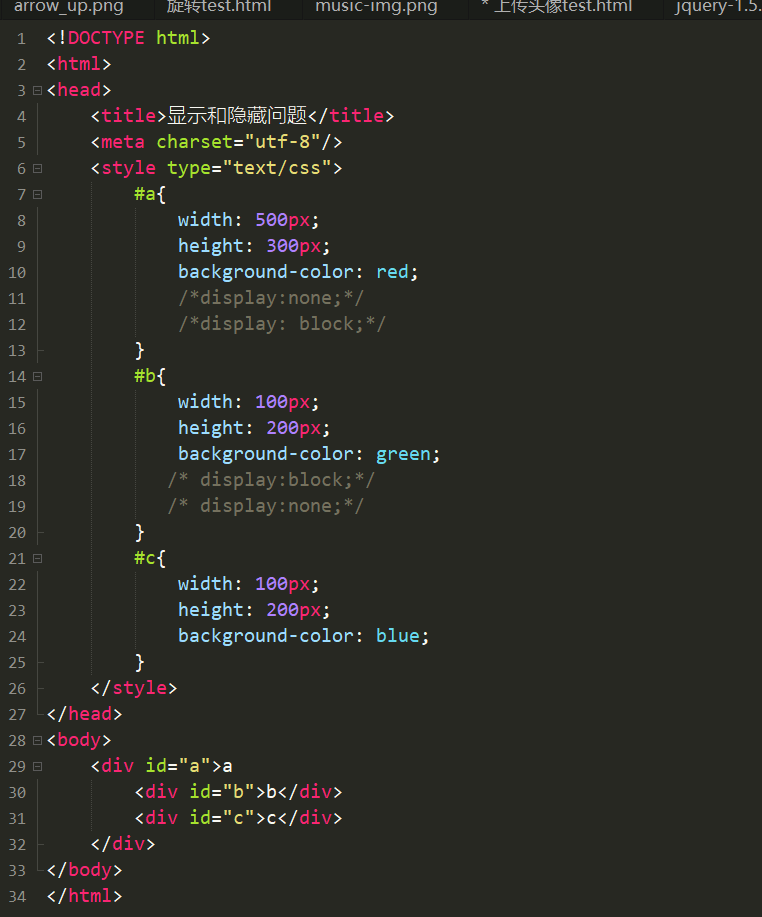 arrow_up.png 旋转test.html music-img.png * 上传头像test.html jquery-1.5.
1 <!DOCTYPE html>
2 <html>
3 <head>
4 <title>显示和隐藏问题</title>
5 <meta charset="utf-8"/>
6 <style type="text/css">
7 #a{
8 width: 500px;
9 height: 300px;
10 background-color: red;
11 /*display:none;*/
12 /*display: block;*/
13 }
14 #b{
15 width: 100px;
16 height: 200px;
17 background-color: green;
18 /* display:block;*/
19 /* display:none;*/
20 }
21 #c{
22 width: 100px;
23 height: 200px;
24 background-color: blue;
25 }
26 </style>
27 </head>
28 <body>
29 <div id="a">a
30 <div id="b">b</div>
31 <div id="c">c</div>
32 </div>
33 </body>
34 </html>